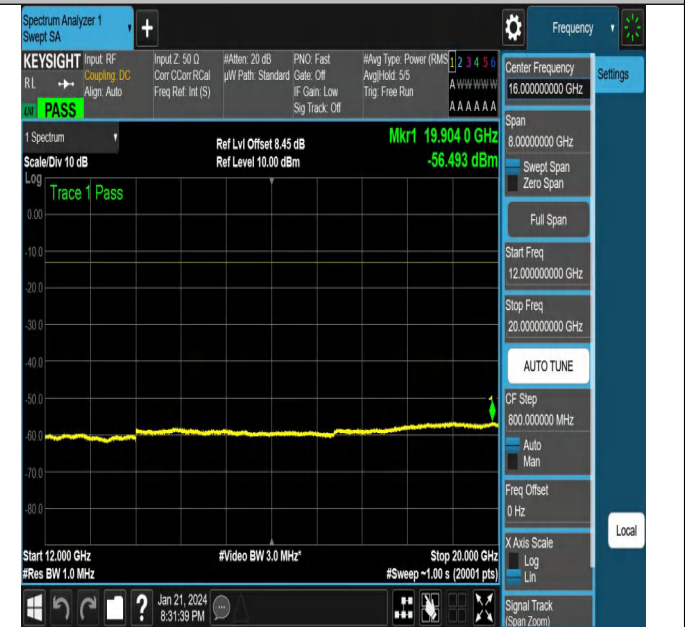 Spectrum Analyzer 1
Swept SA
+
Frequency
KEYSIGHT
RL
PASS
Input: RF
Coupling: DC
Align: Auto
Input Z: 50 Ω
Corr CCorr RCal
Freq Ref: Int (S)
#Atten: 20 dB
µW Path: Standard
PNO: Fast
Gate: Off
IF Gain: Low
Sig Track: Off
#Avg Type: Power (RMS
Avg|Hold: 5/5
Trig: Free Run
1 2 3 4 5 6
A W W W W W
A A A A A A
1 Spectrum
Scale/Div 10 dB
Ref Lvl Offset 8.45 dB
Ref Level 10.00 dBm
Mkr1 19.904 0 GHz
-56.493 dBm
Log
Trace 1 Pass
0.00
-10.0
-20.0
-30.0
-40.0
-50.0
-60.0
-70.0
-80.0
1
Start 12.000 GHz
#Res BW 1.0 MHz
#Video BW 3.0 MHz*
Stop 20.000 GHz
#Sweep ~1.00 s (20001 pts)
Center Frequency
16.000000000 GHz
Span
8.00000000 GHz
Swept Span
Zero Span
Full Span
Start Freq
12.000000000 GHz
Stop Freq
20.000000000 GHz
AUTO TUNE
CF Step
800.000000 MHz
Auto
Man
Freq Offset
0 Hz
X Axis Scale
Log
Lin
Signal Track
(Span Zoom)
Settings
Local
?
Jan 21, 2024
8:31:39 PM